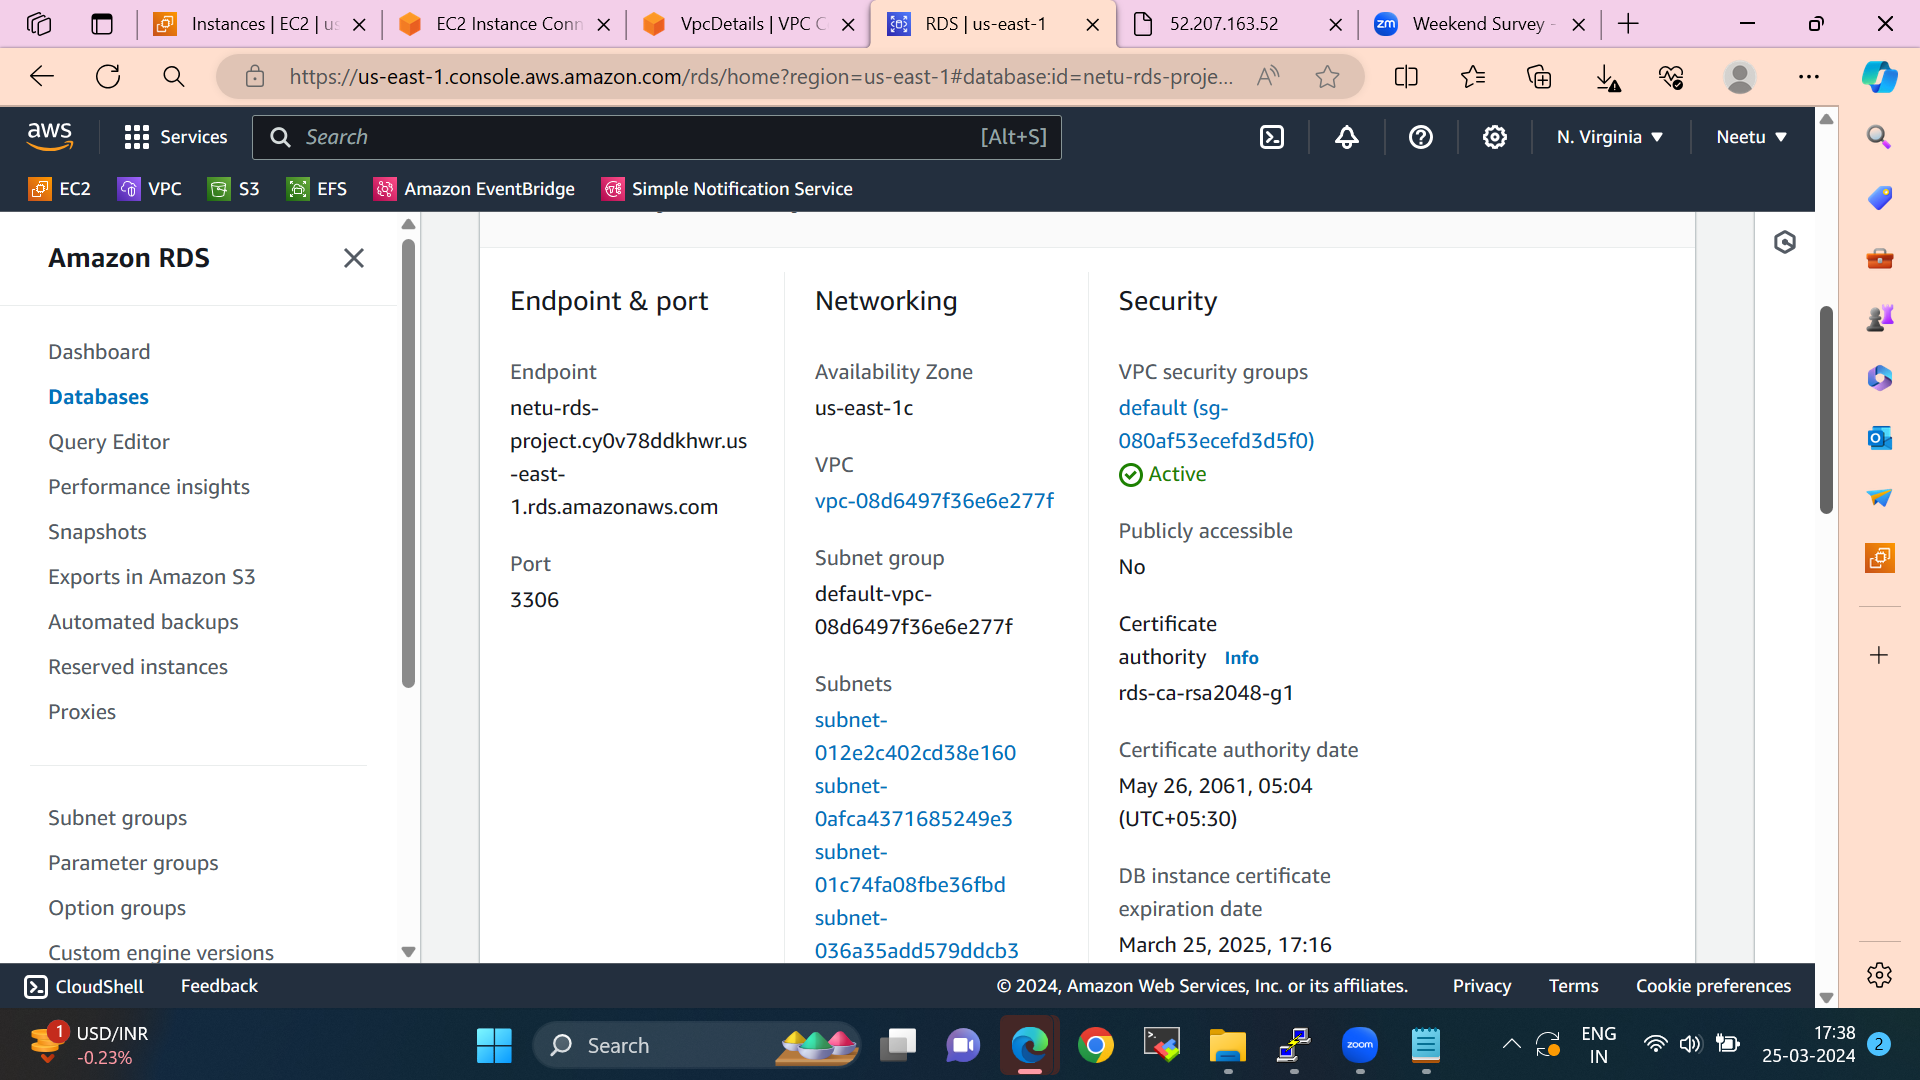 Instances | EC2 | us
EC2 Instance Conn
VpcDetails | VPC C
RDS | us-east-1
52.207.163.52
zm
Weekend Survey -
https://us-east-1.console.aws.amazon.com/rds/home?region=us-east-1#database:id=netu-rds-proje...
aws
Services
Search
[Alt+S]
N. Virginia
Neetu
EC2
VPC
S3
EFS
Amazon EventBridge
Simple Notification Service
Amazon RDS
Dashboard
Databases
Query Editor
Performance insights
Snapshots
Exports in Amazon S3
Automated backups
Reserved instances
Proxies
Subnet groups
Parameter groups
Option groups
Custom engine versions
Endpoint & port
Endpoint
netu-rds-
project.cy0v78ddkhwr.us
-east-
1.rds.amazonaws.com
Port
3306
Networking
Availability Zone
us-east-1c
VPC
vpc-08d6497f36e6e277f
Subnet group
default-vpc-
08d6497f36e6e277f
Subnets
subnet-
012e2c402cd38e160
subnet-
0afca4371685249e3
subnet-
01c74fa08fbe36fbd
subnet-
036a35add579ddcb3
Security
VPC security groups
default (sg-
080af53ecefd3d5f0)
Active
Publicly accessible
No
Certificate
authority Info
rds-ca-rsa2048-g1
Certificate authority date
May 26, 2061, 05:04
(UTC+05:30)
DB instance certificate
expiration date
March 25, 2025, 17:16
CloudShell
Feedback
© 2024, Amazon Web Services, Inc. or its affiliates.
Privacy
Terms
Cookie preferences
1
USD/INR
-0.23%
Search
zoom
ENG
IN
17:38
25-03-2024
2